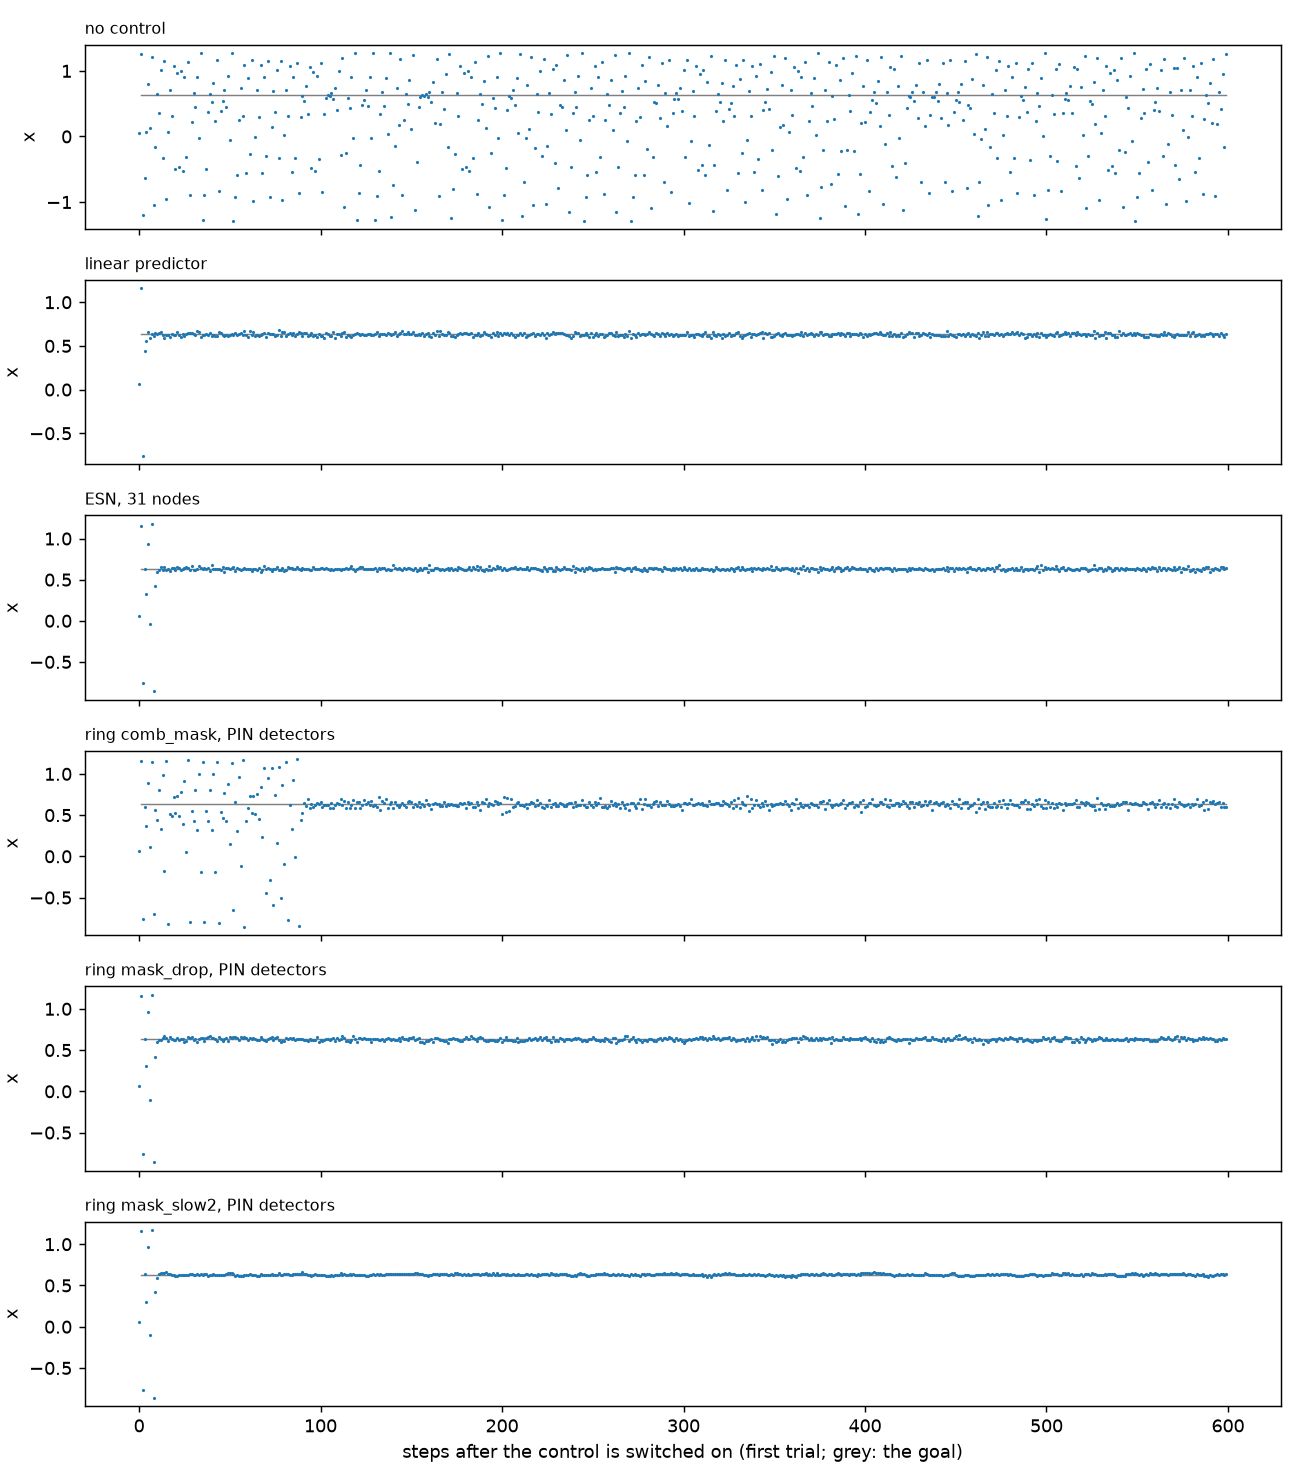 no control
1
0
−1
x
linear predictor
1.0
0.5
0.0
−0.5
x
ESN, 31 nodes
1.0
0.5
0.0
−0.5
x
ring comb_mask, PIN detectors
1.0
0.5
0.0
−0.5
x
ring mask_drop, PIN detectors
1.0
0.5
0.0
−0.5
x
ring mask_slow2, PIN detectors
1.0
0.5
0.0
−0.5
x
0 100 200 300 400 500 600
steps after the control is switched on (first trial; grey: the goal)